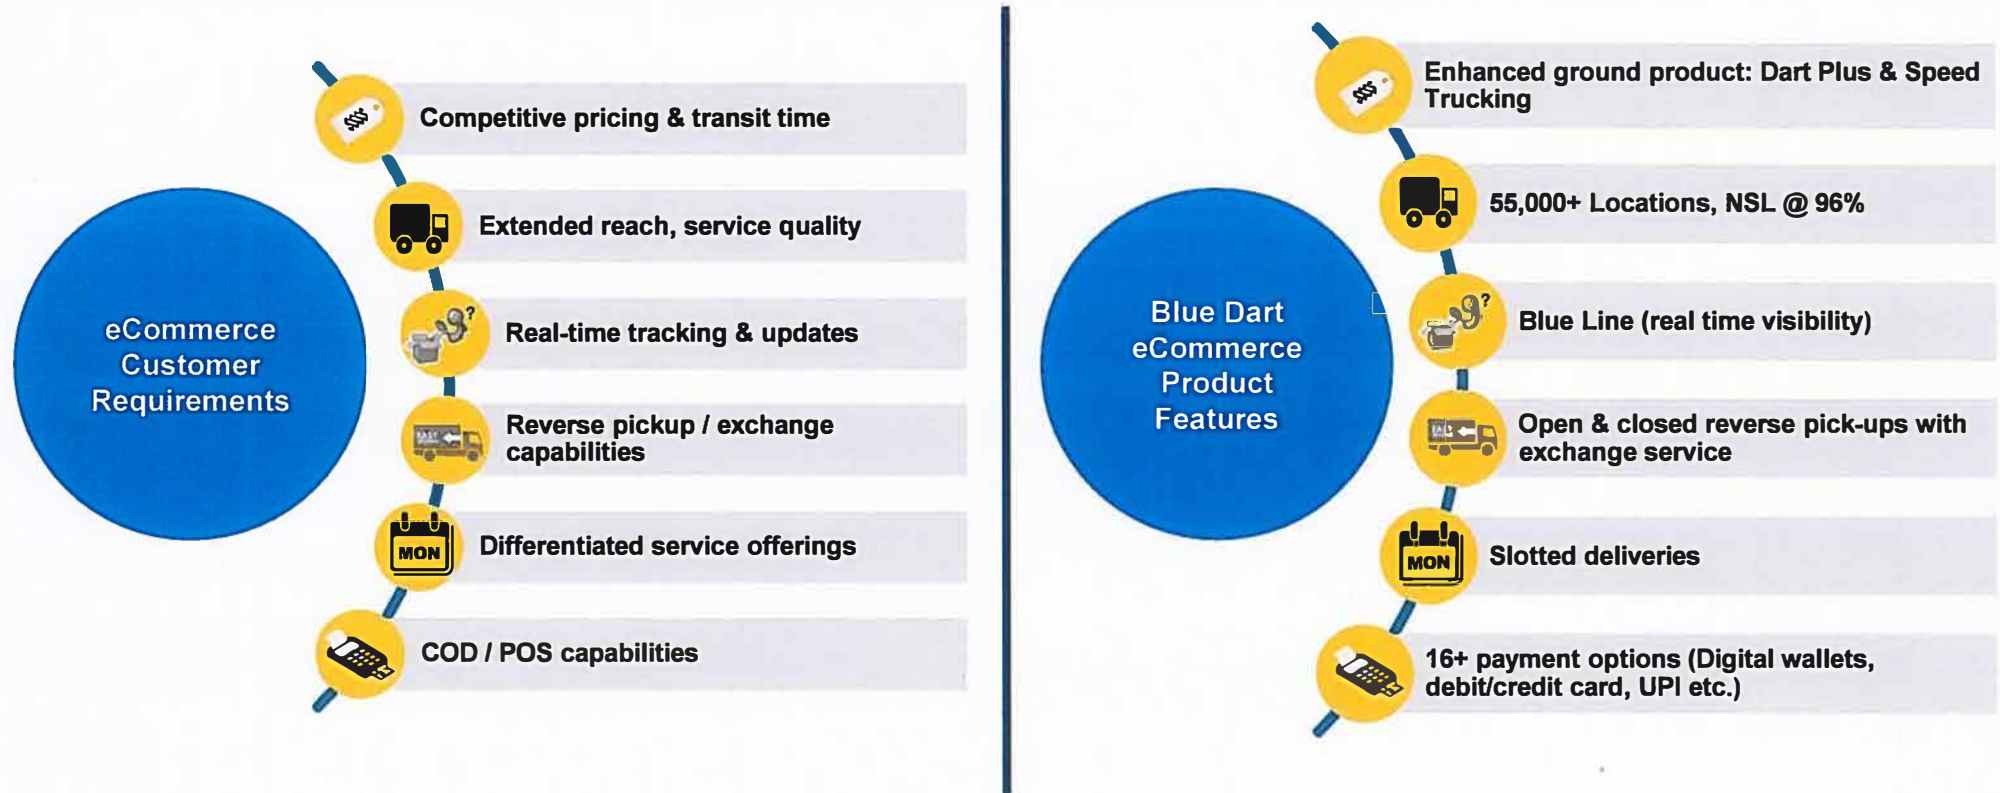 eCommerce
Customer
Requirements
$$$
Competitive pricing & transit time
Extended reach, service quality
?
Real-time tracking & updates
EASY
Reverse pickup / exchange
capabilities
MON
Differentiated service offerings
COD / POS capabilities
Blue Dart
eCommerce
Product
Features
$$$
Enhanced ground product: Dart Plus & Speed
Trucking
55,000+ Locations, NSL @ 96%
?
Blue Line (real time visibility)
Open & closed reverse pick-ups with
exchange service
MON
Slotted deliveries
16+ payment options (Digital wallets,
debit/credit card, UPI etc.)